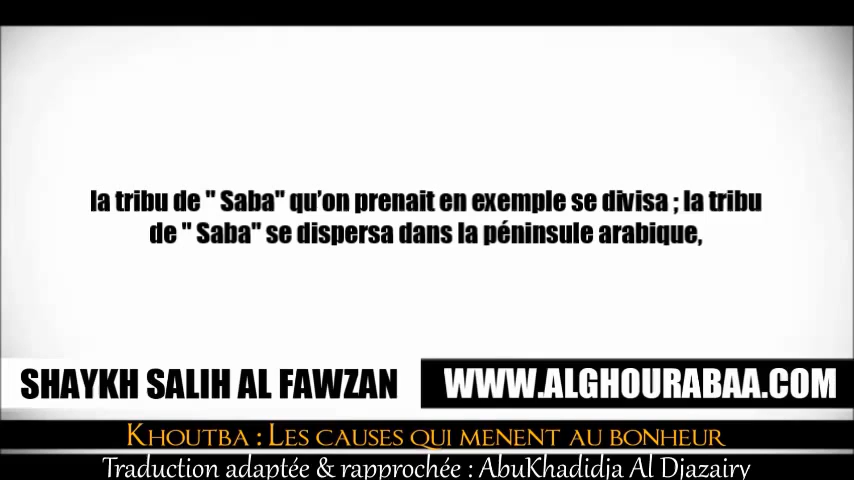 la tribu de " Saba" qu’on prenait en exemple se divisa ; la tribu
de " Saba" se dispersa dans la péninsule arabique,
SHAYKH SALIH AL FAWZAN
WWW.ALGHOURABAA.COM
Khoutba : Les causes qui menent au bonheur
Traduction adaptée & rapprochée : AbuKhadidja Al Djazairy